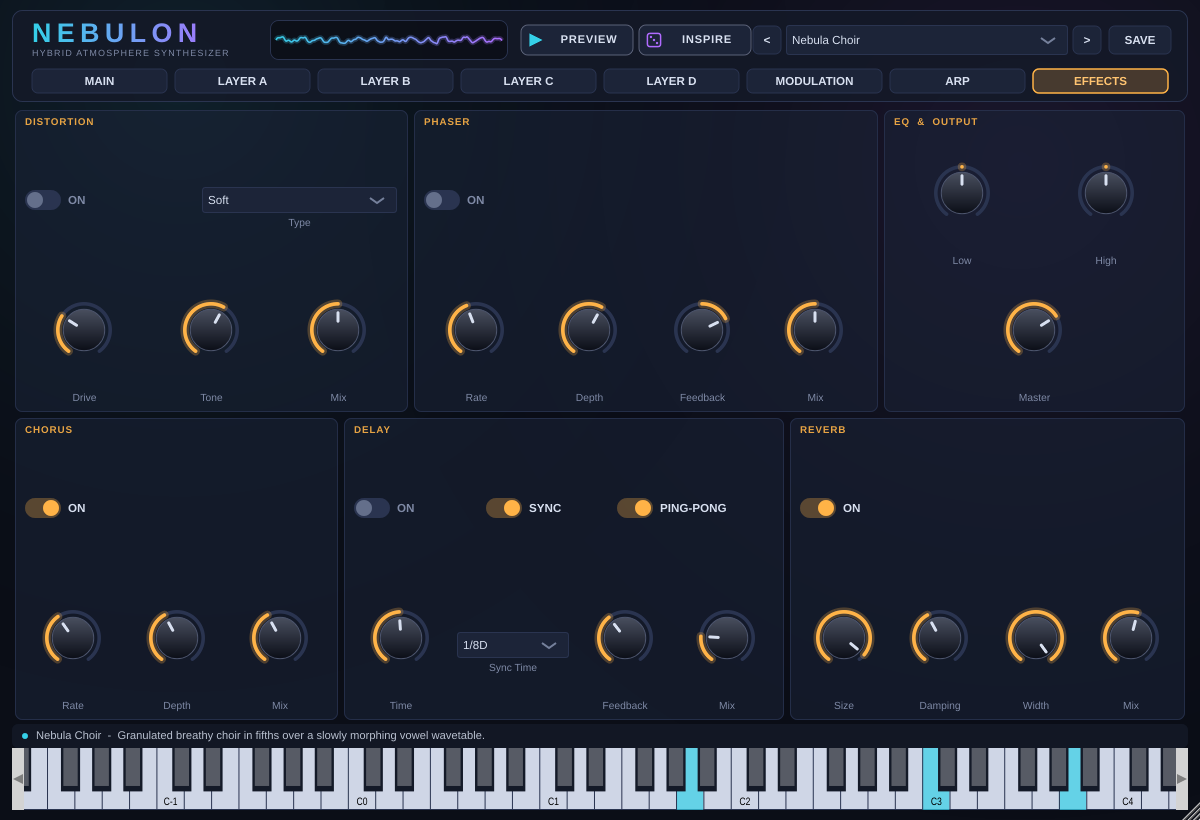 NEBULON
HYBRID ATMOSPHERE SYNTHESIZER
PREVIEW
INSPIRE
<
Nebula Choir
>
SAVE
MAIN
LAYER A
LAYER B
LAYER C
LAYER D
MODULATION
ARP
EFFECTS
DISTORTION
ON
Soft
Type
Drive
Tone
Mix
PHASER
ON
Rate
Depth
Feedback
Mix
EQ & OUTPUT
Low
High
Master
CHORUS
ON
Rate
Depth
Mix
DELAY
ON
SYNC
PING-PONG
Time
1/8D
Sync Time
Feedback
Mix
REVERB
ON
Size
Damping
Width
Mix
Nebula Choir - Granulated breathy choir in fifths over a slowly morphing vowel wavetable.
C-1
C0
C1
C2
C3
C4